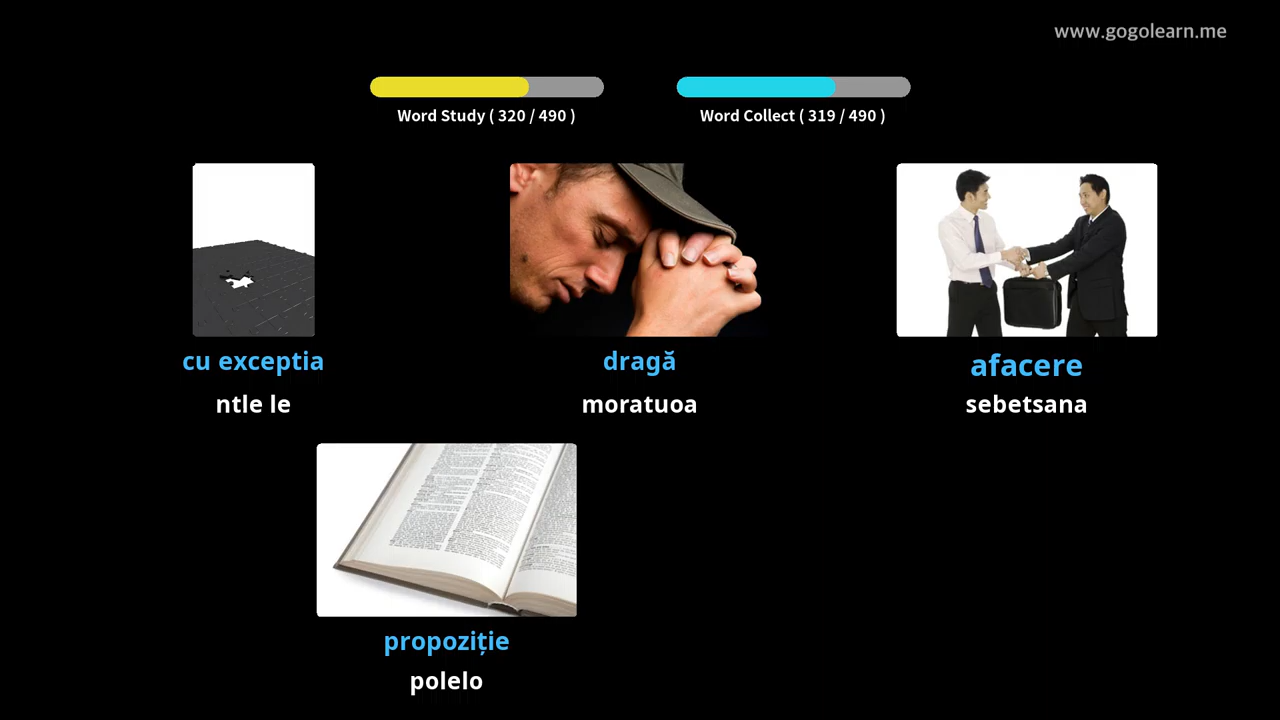 www.gogolearn.me
Word Study ( 320 / 490 )
Word Collect ( 319 / 490 )
cu exceptia
ntle le
dragă
moratuoa
afacere
sebetsana
propoziție
polelo